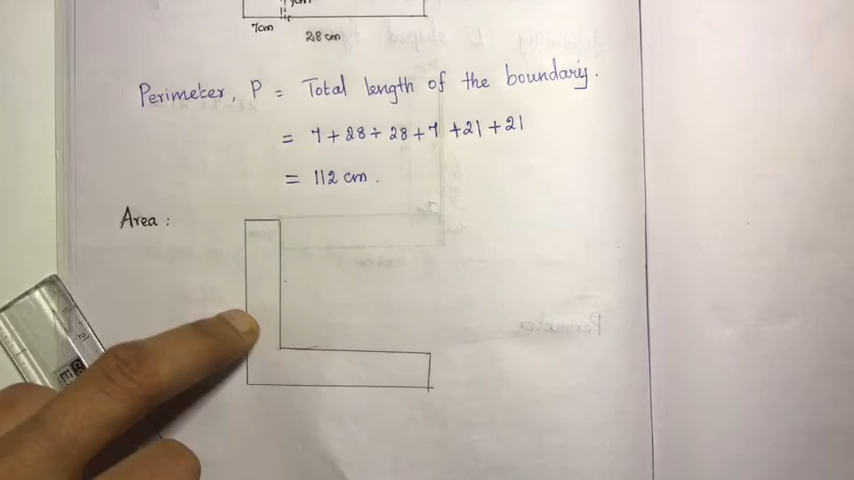 7cm
28 cm
Perimeter, P = Total length of the boundary.
= 7 + 28 + 28 + 7 + 21 + 21
= 112 cm.
Area :